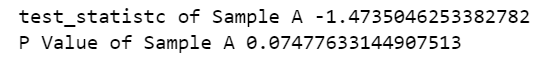 test_statistc of Sample A -1.4735046253382782
P Value of Sample A 0.07477633144907513